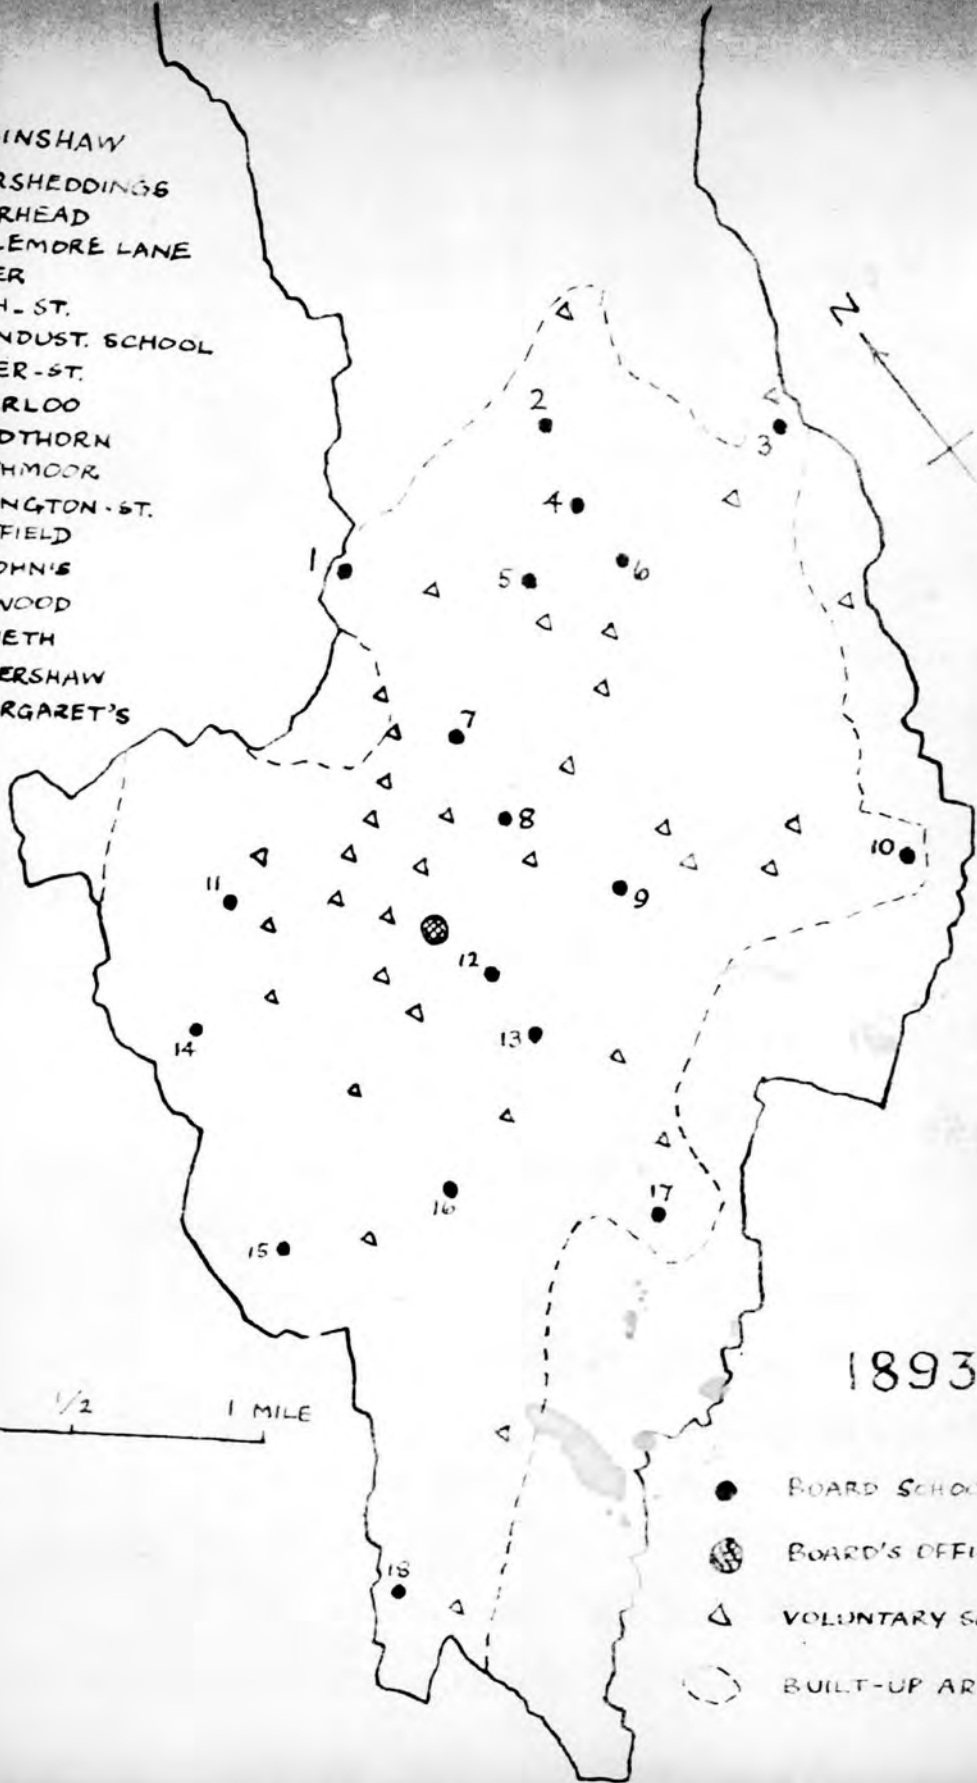 INSHAW
RSHEDDINGS
RHEAD
LEMORE LANE
ER
H-ST.
NDUST. SCHOOL
ER-ST.
RLOO
DTHORN
HMOOR
NGTON-ST.
FIELD
OHN'S
WOOD
ETH
ERSHAW
RGARET'S
N
2
3
4
1
5
6
7
8
10
11
9
12
13
14
16
17
15
1893
1/2
1 MILE
BOARD SCHOO
BOARD'S OFFI
18
VOLUNTARY S
BUILT-UP AR